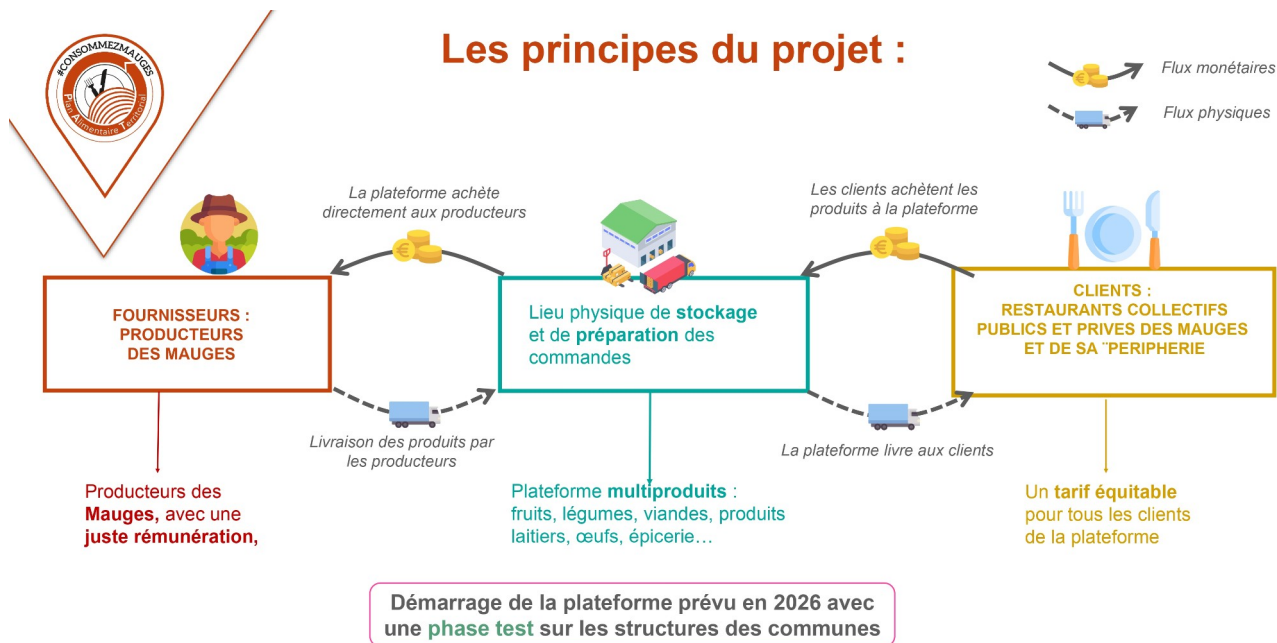 #CONSOMMEZMAUGES
Plan Alimentaire Territorial
Les principes du projet :
Flux monétaires
Flux physiques
La plateforme achète
directement aux producteurs
Les clients achètent les
produits à la plateforme
FOURNISSEURS :
PRODUCTEURS
DES MAUGES
Lieu physique de stockage
et de préparation des
commandes
CLIENTS :
RESTAURANTS COLLECTIFS
PUBLICS ET PRIVES DES MAUGES
ET DE SA ¨PERIPHERIE
Livraison des produits par
les producteurs
La plateforme livre aux clients
Producteurs des
Mauges, avec une
juste rémunération,
Plateforme multiproduits :
fruits, légumes, viandes, produits
laitiers, œufs, épicerie…
Un tarif équitable
pour tous les clients
de la plateforme
Démarrage de la plateforme prévu en 2026 avec
une phase test sur les structures des communes